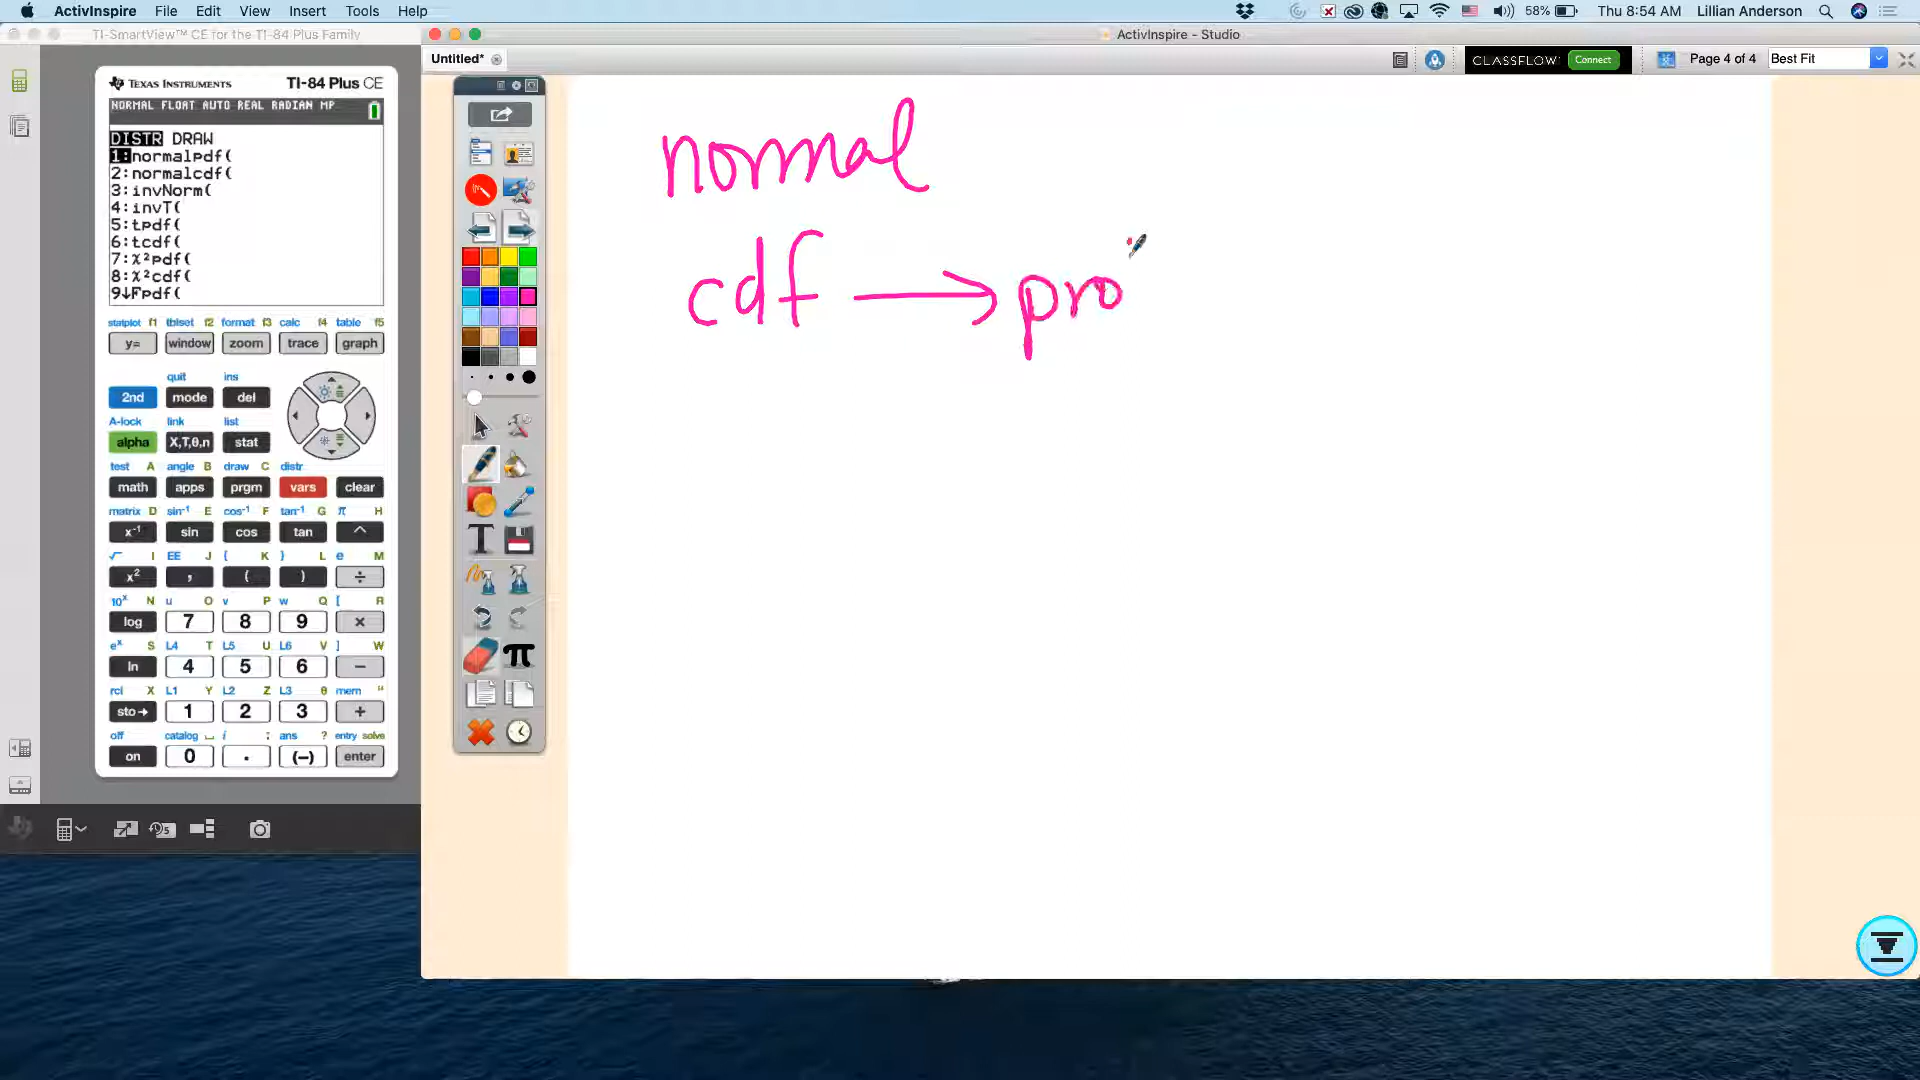 ActivInspire File Edit View Insert Tools Help 58% Thu 8:54 AM Lillian Anderson
TI-SmartView™ CE for the TI-84 Plus Family
ActivInspire - Studio
Untitled*
CLASSFLOW Connect
Page 4 of 4
Best Fit
TEXAS INSTRUMENTS TI-84 Plus CE
NORMAL FLOAT AUTO REAL RADIAN MP
DISTR DRAW
1:normalpdf(
2:normalcdf(
3:invNorm(
4:invT(
5:tpdf(
6:tcdf(
7:χ²pdf(
8:χ²cdf(
9↓Fpdf(
statplot f1 tblset f2 format f3 calc f4 table f5
y= window zoom trace graph
quit ins
2nd mode del
A-lock link list
alpha X,T,θ,n stat
test A angle B draw C distr
math apps prgm vars clear
matrix D sin⁻¹ E cos⁻¹ F tan⁻¹ G π H
x⁻¹ sin cos tan ^
√ I EE J { K } L e M
x² , ( ) ÷
10ˣ N u O v P w Q [ R
log 7 8 9 ×
eˣ S L4 T L5 U L6 V ] W
ln 4 5 6 −
rcl X L1 Y L2 Z L3 θ mem "
sto→ 1 2 3 +
off catalog i : ans ? entry solve
on 0 . (−) enter
T
π
normal
cdf → pro